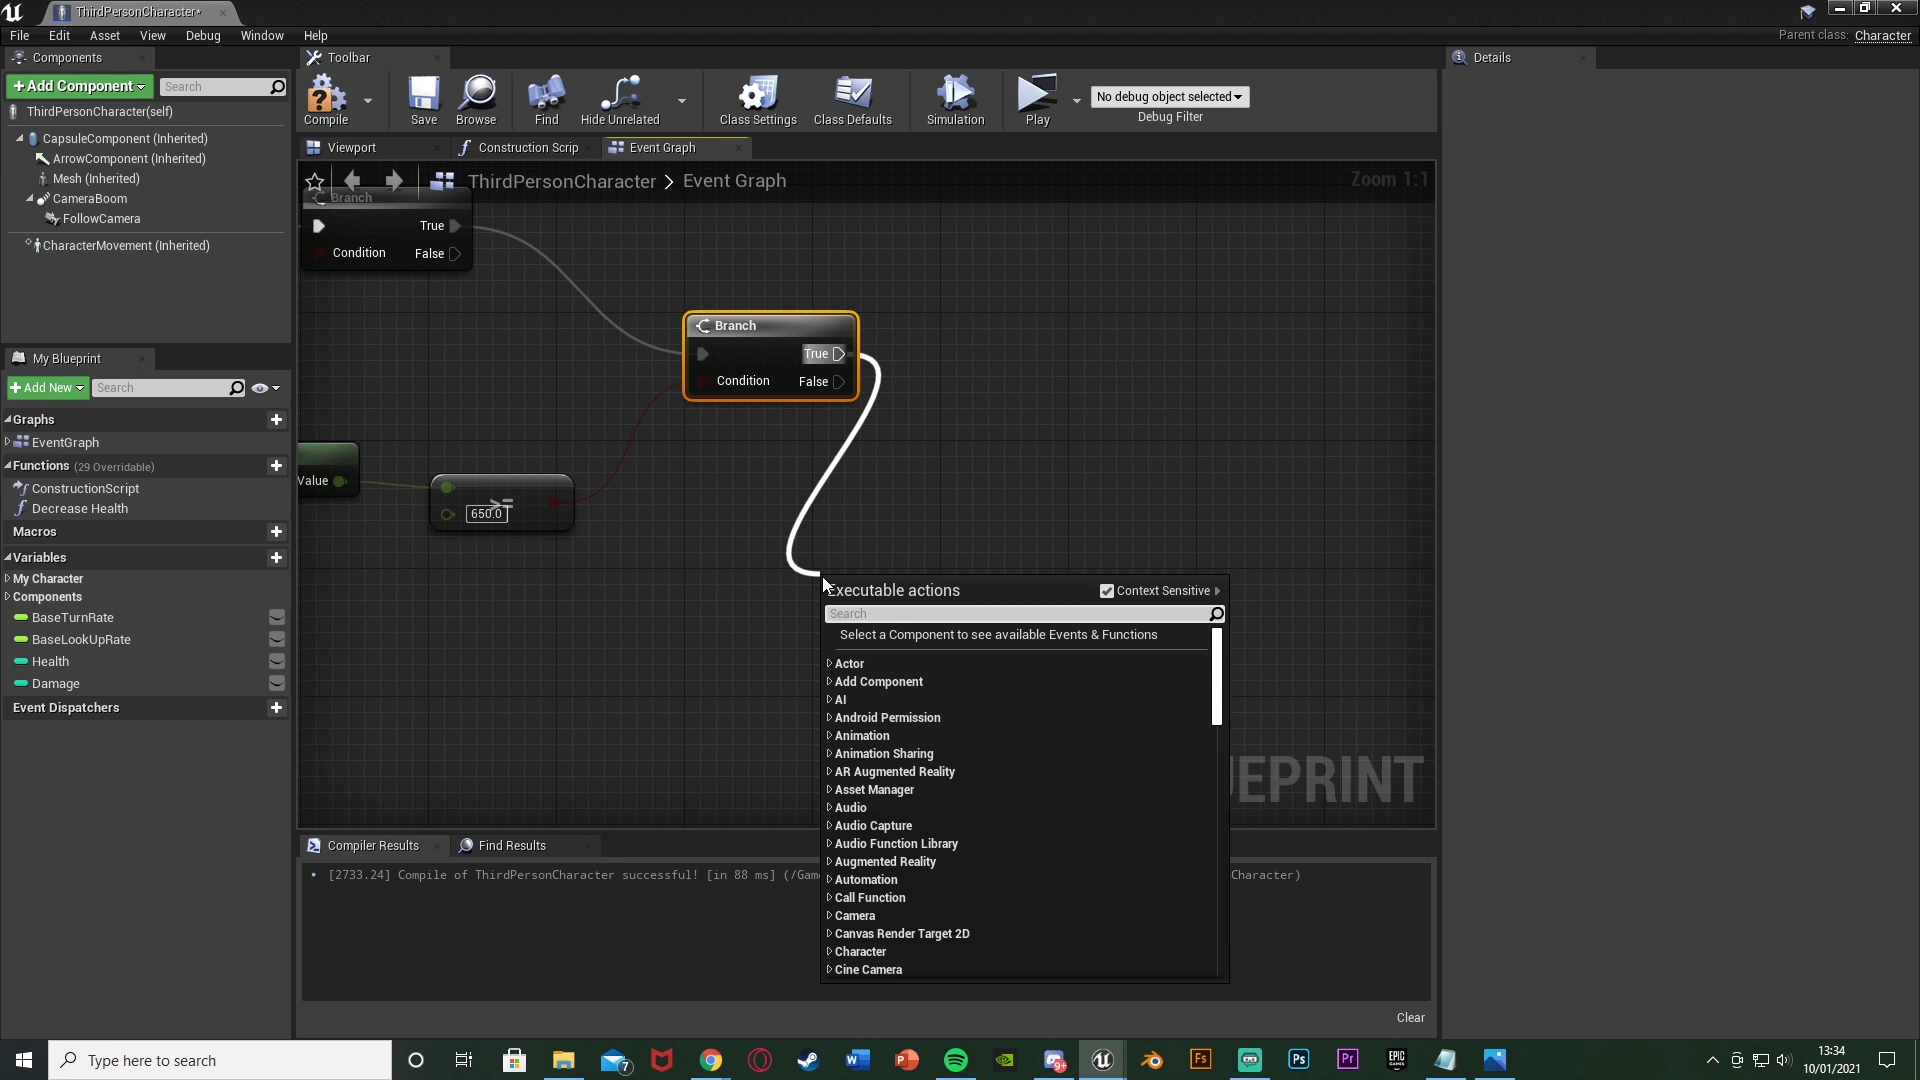 ThirdPersonCharacter*
File Edit Asset View Debug Window Help
Parent class: Character
Components
Toolbar
Details
+ Add Component
Search
ThirdPersonCharacter(self)
CapsuleComponent (Inherited)
ArrowComponent (Inherited)
Mesh (Inherited)
CameraBoom
FollowCamera
CharacterMovement (Inherited)
Compile
Save
Browse
Find
Hide Unrelated
Class Settings
Class Defaults
Simulation
Play
No debug object selected
Debug Filter
Viewport
Construction Scrip
Event Graph
ThirdPersonCharacter > Event Graph
Zoom 1:1
Branch
True
Condition
False
Branch
True
Condition
False
Value
>=
650.0
My Blueprint
+ Add New
Search
Graphs
EventGraph
Functions (29 Overridable)
ConstructionScript
Decrease Health
Macros
Variables
My Character
Components
BaseTurnRate
BaseLookUpRate
Health
Damage
Event Dispatchers
Executable actions
Context Sensitive
Search
Select a Component to see available Events & Functions
Actor
Add Component
AI
Android Permission
Animation
Animation Sharing
AR Augmented Reality
Asset Manager
Audio
Audio Capture
Audio Function Library
Augmented Reality
Automation
Call Function
Camera
Canvas Render Target 2D
Character
Cine Camera
UEPRINT
Compiler Results
Find Results
[2733.24] Compile of ThirdPersonCharacter successful! [in 88 ms] (/Gam
Character)
Clear
Type here to search
7
9+
Fs
Ps
Pr
EPIC
GAMES
13:34
10/01/2021